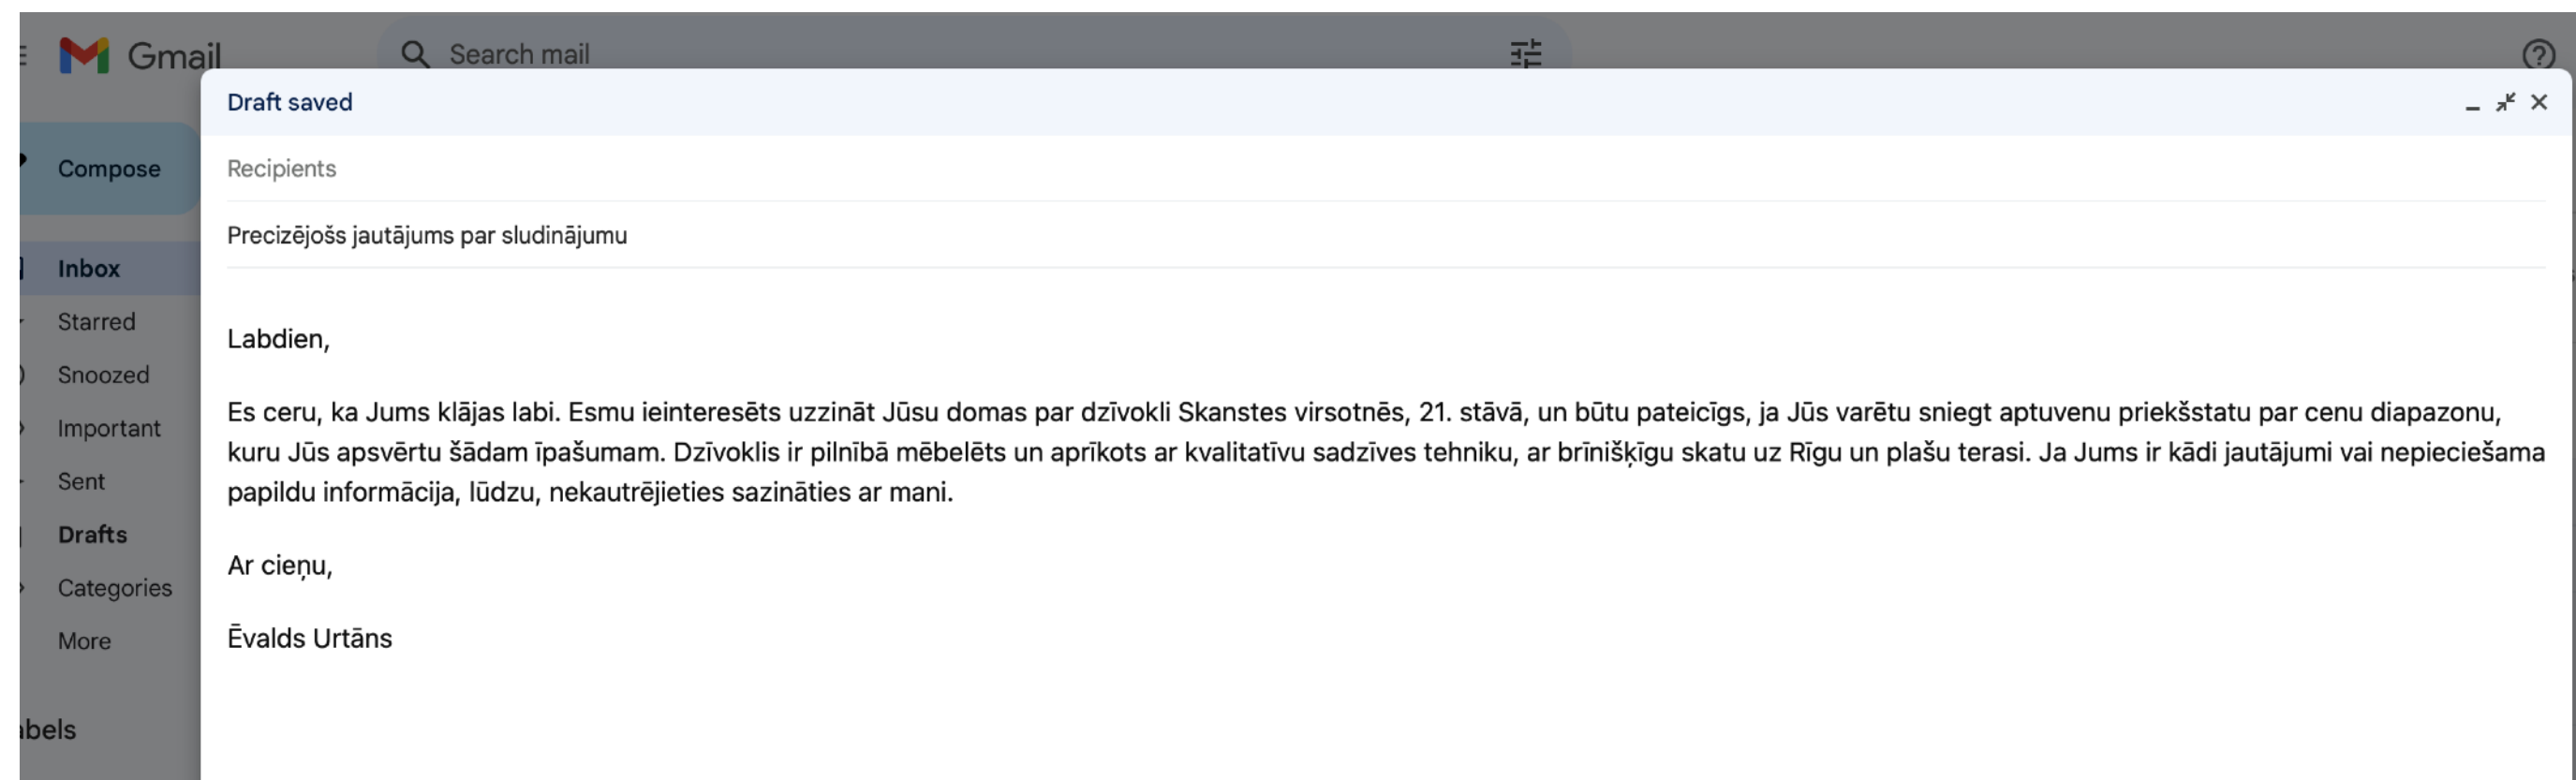 Gmail
Search mail
Draft saved
Compose
Recipients
Precizējošs jautājums par sludinājumu
Inbox
Starred
Snoozed
Important
Sent
Drafts
Categories
More
abels
Labdien,
Es ceru, ka Jums klājas labi. Esmu ieinteresēts uzzināt Jūsu domas par dzīvokli Skanstes virsotnēs, 21. stāvā, un būtu pateicīgs, ja Jūs varētu sniegt aptuvenu priekšstatu par cenu diapazonu,
kuru Jūs apsvērtu šādam īpašumam. Dzīvoklis ir pilnībā mēbelēts un aprīkots ar kvalitatīvu sadzīves tehniku, ar brīnišķīgu skatu uz Rīgu un plašu terasi. Ja Jums ir kādi jautājumi vai nepieciešama
papildu informācija, lūdzu, nekautrējieties sazināties ar mani.
Ar cieņu,
Ēvalds Urtāns